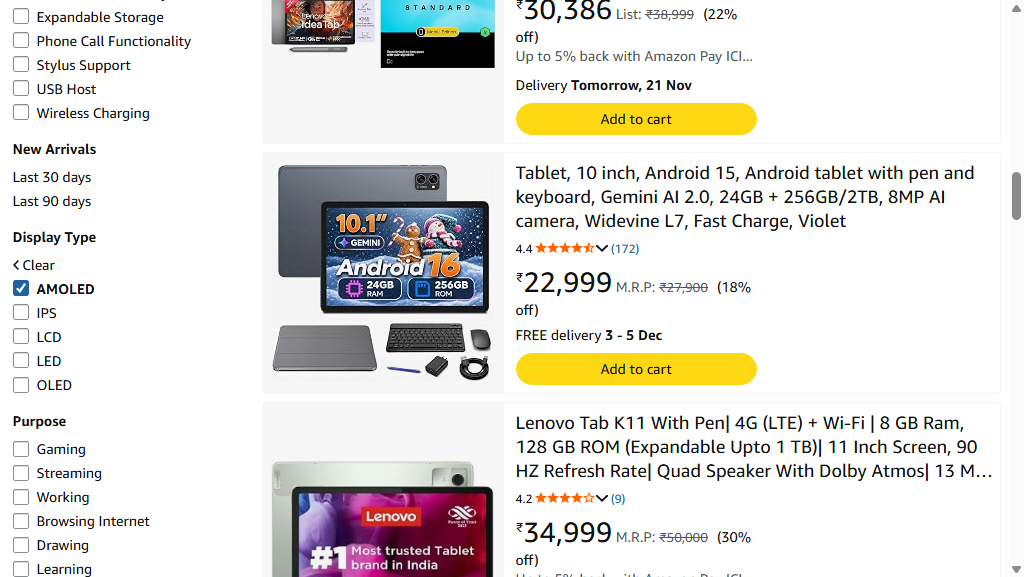 Expandable Storage
Phone Call Functionality
Stylus Support
USB Host
Wireless Charging
New Arrivals
Last 30 days
Last 90 days
Display Type
Clear
AMOLED
IPS
LCD
LED
OLED
Purpose
Gaming
Streaming
Working
Browsing Internet
Drawing
Learning
Lenovo
IdeaTab
STANDARD
₹30,386 List: ₹38,999 (22%
off)
Up to 5% back with Amazon Pay ICI...
Delivery Tomorrow, 21 Nov
Add to cart
10.1"
GEMINI
Android 16
24GB
RAM
256GB
ROM
Tablet, 10 inch, Android 15, Android tablet with pen and
keyboard, Gemini AI 2.0, 24GB + 256GB/2TB, 8MP AI
camera, Widevine L7, Fast Charge, Violet
4.4 (172)
₹22,999 M.R.P: ₹27,900 (18%
off)
FREE delivery 3 - 5 Dec
Add to cart
Lenovo
#1 Most trusted Tablet
brand in India
Lenovo Tab K11 With Pen| 4G (LTE) + Wi-Fi | 8 GB Ram,
128 GB ROM (Expandable Upto 1 TB)| 11 Inch Screen, 90
HZ Refresh Rate| Quad Speaker With Dolby Atmos| 13 M...
4.2 (9)
₹34,999 M.R.P: ₹50,000 (30%
off)